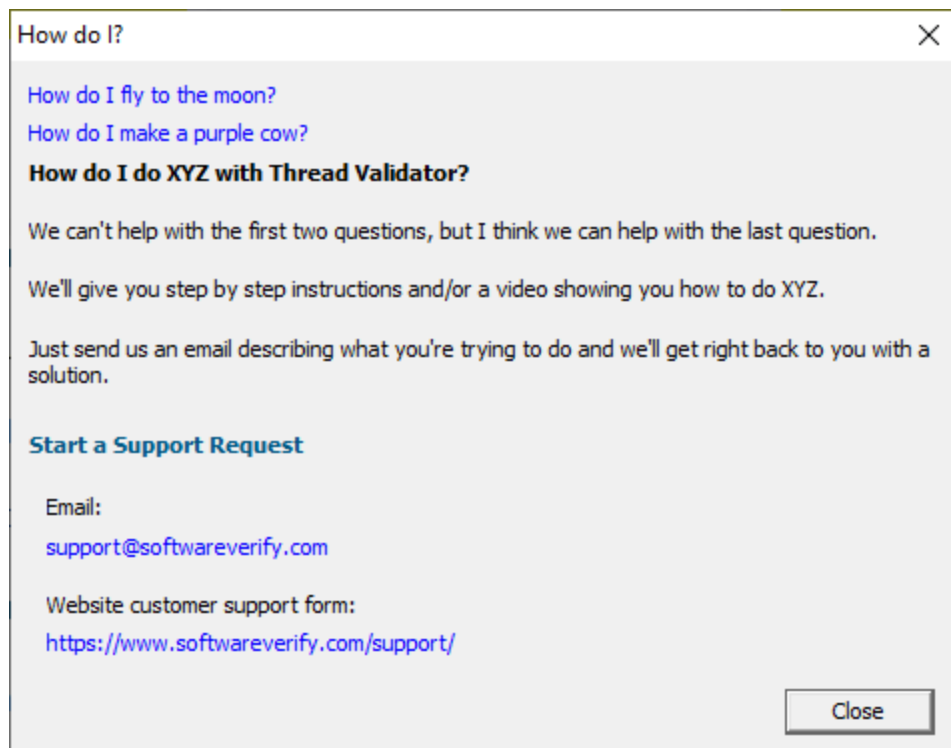 How do I?
How do I fly to the moon?
How do I make a purple cow?
How do I do XYZ with Thread Validator?
We can't help with the first two questions, but I think we can help with the last question.
We'll give you step by step instructions and/or a video showing you how to do XYZ.
Just send us an email describing what you're trying to do and we'll get right back to you with a
solution.
Start a Support Request
Email:
support@softwareverify.com
Website customer support form:
https://www.softwareverify.com/support/
Close